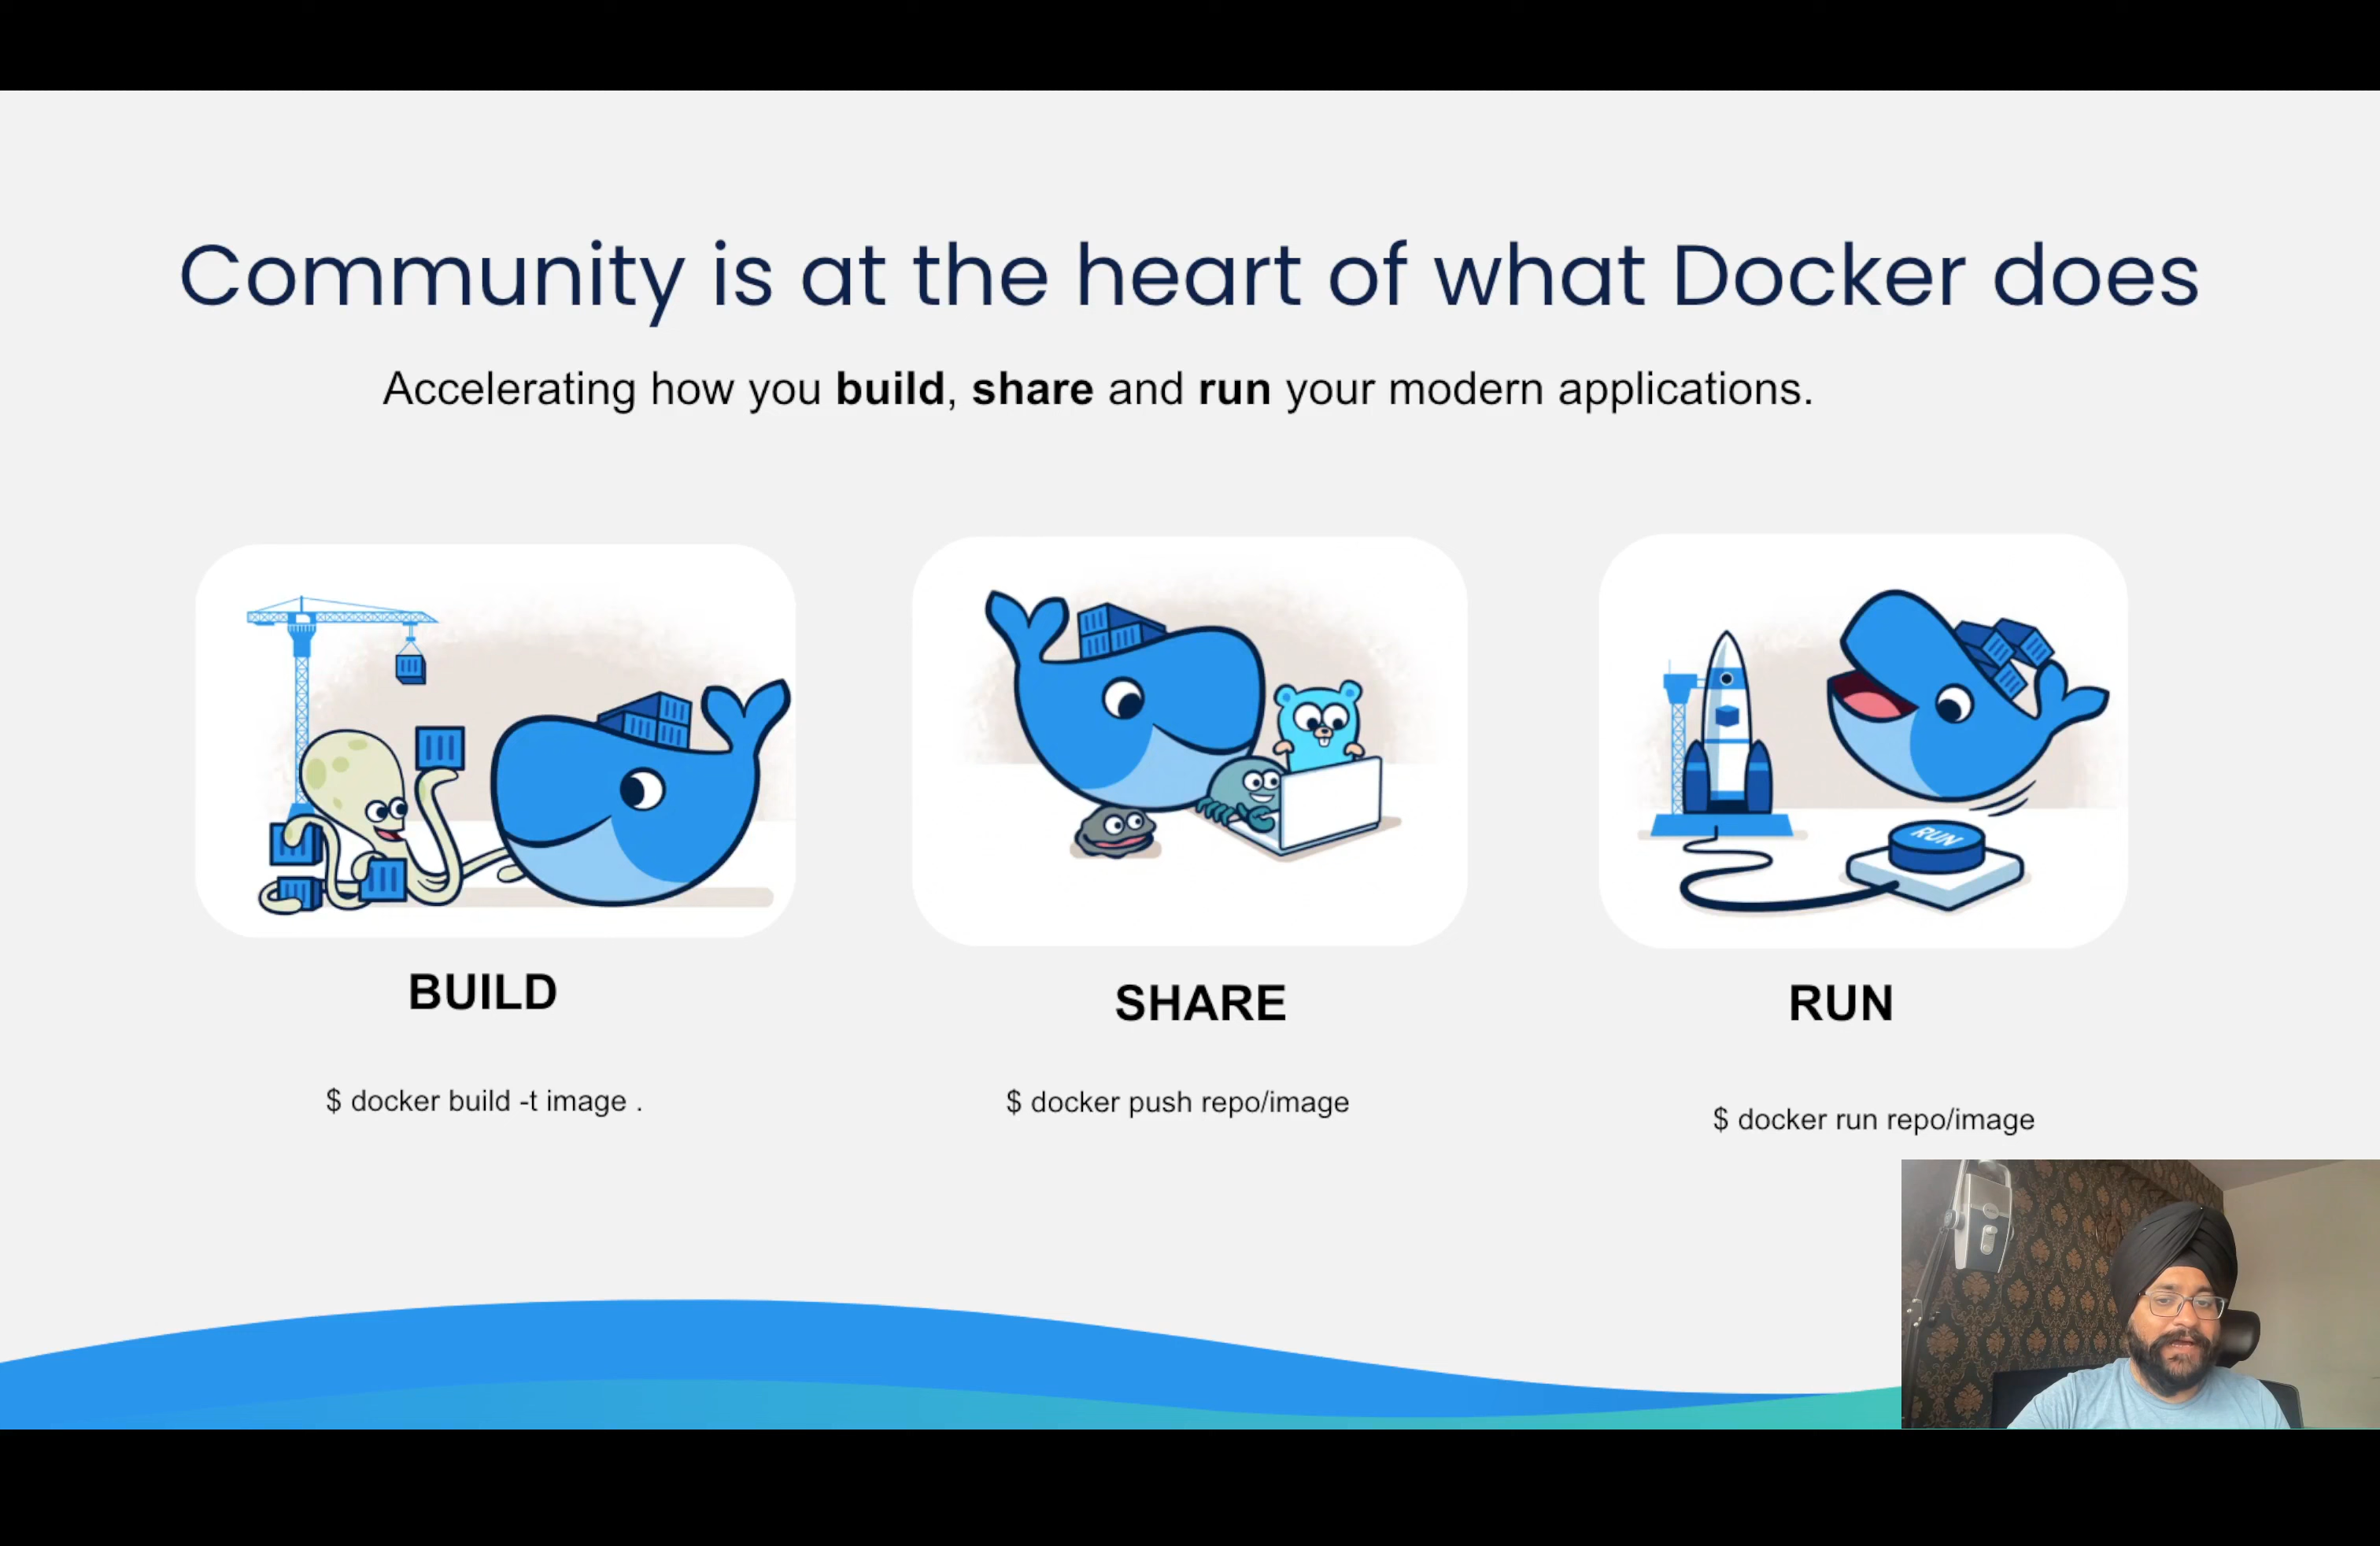 Community is at the heart of what Docker does
Accelerating how you build, share and run your modern applications.
RUN
BUILD
SHARE
RUN
$ docker build -t image .
$ docker push repo/image
$ docker run repo/image